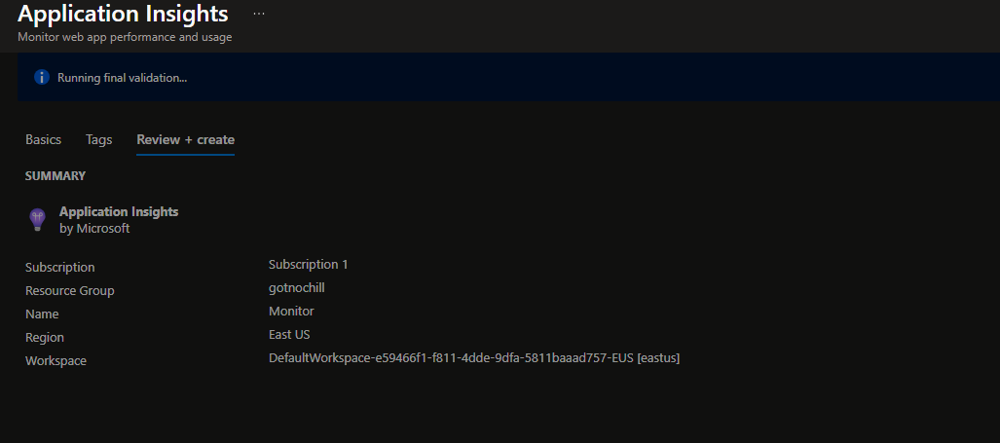 Application Insights ...
Monitor web app performance and usage
Running final validation...
Basics Tags Review + create
SUMMARY
Application Insights
by Microsoft
Subscription Subscription 1
Resource Group gotnochill
Name Monitor
Region East US
Workspace DefaultWorkspace-e59466f1-f811-4dde-9dfa-5811baaad757-EUS [eastus]